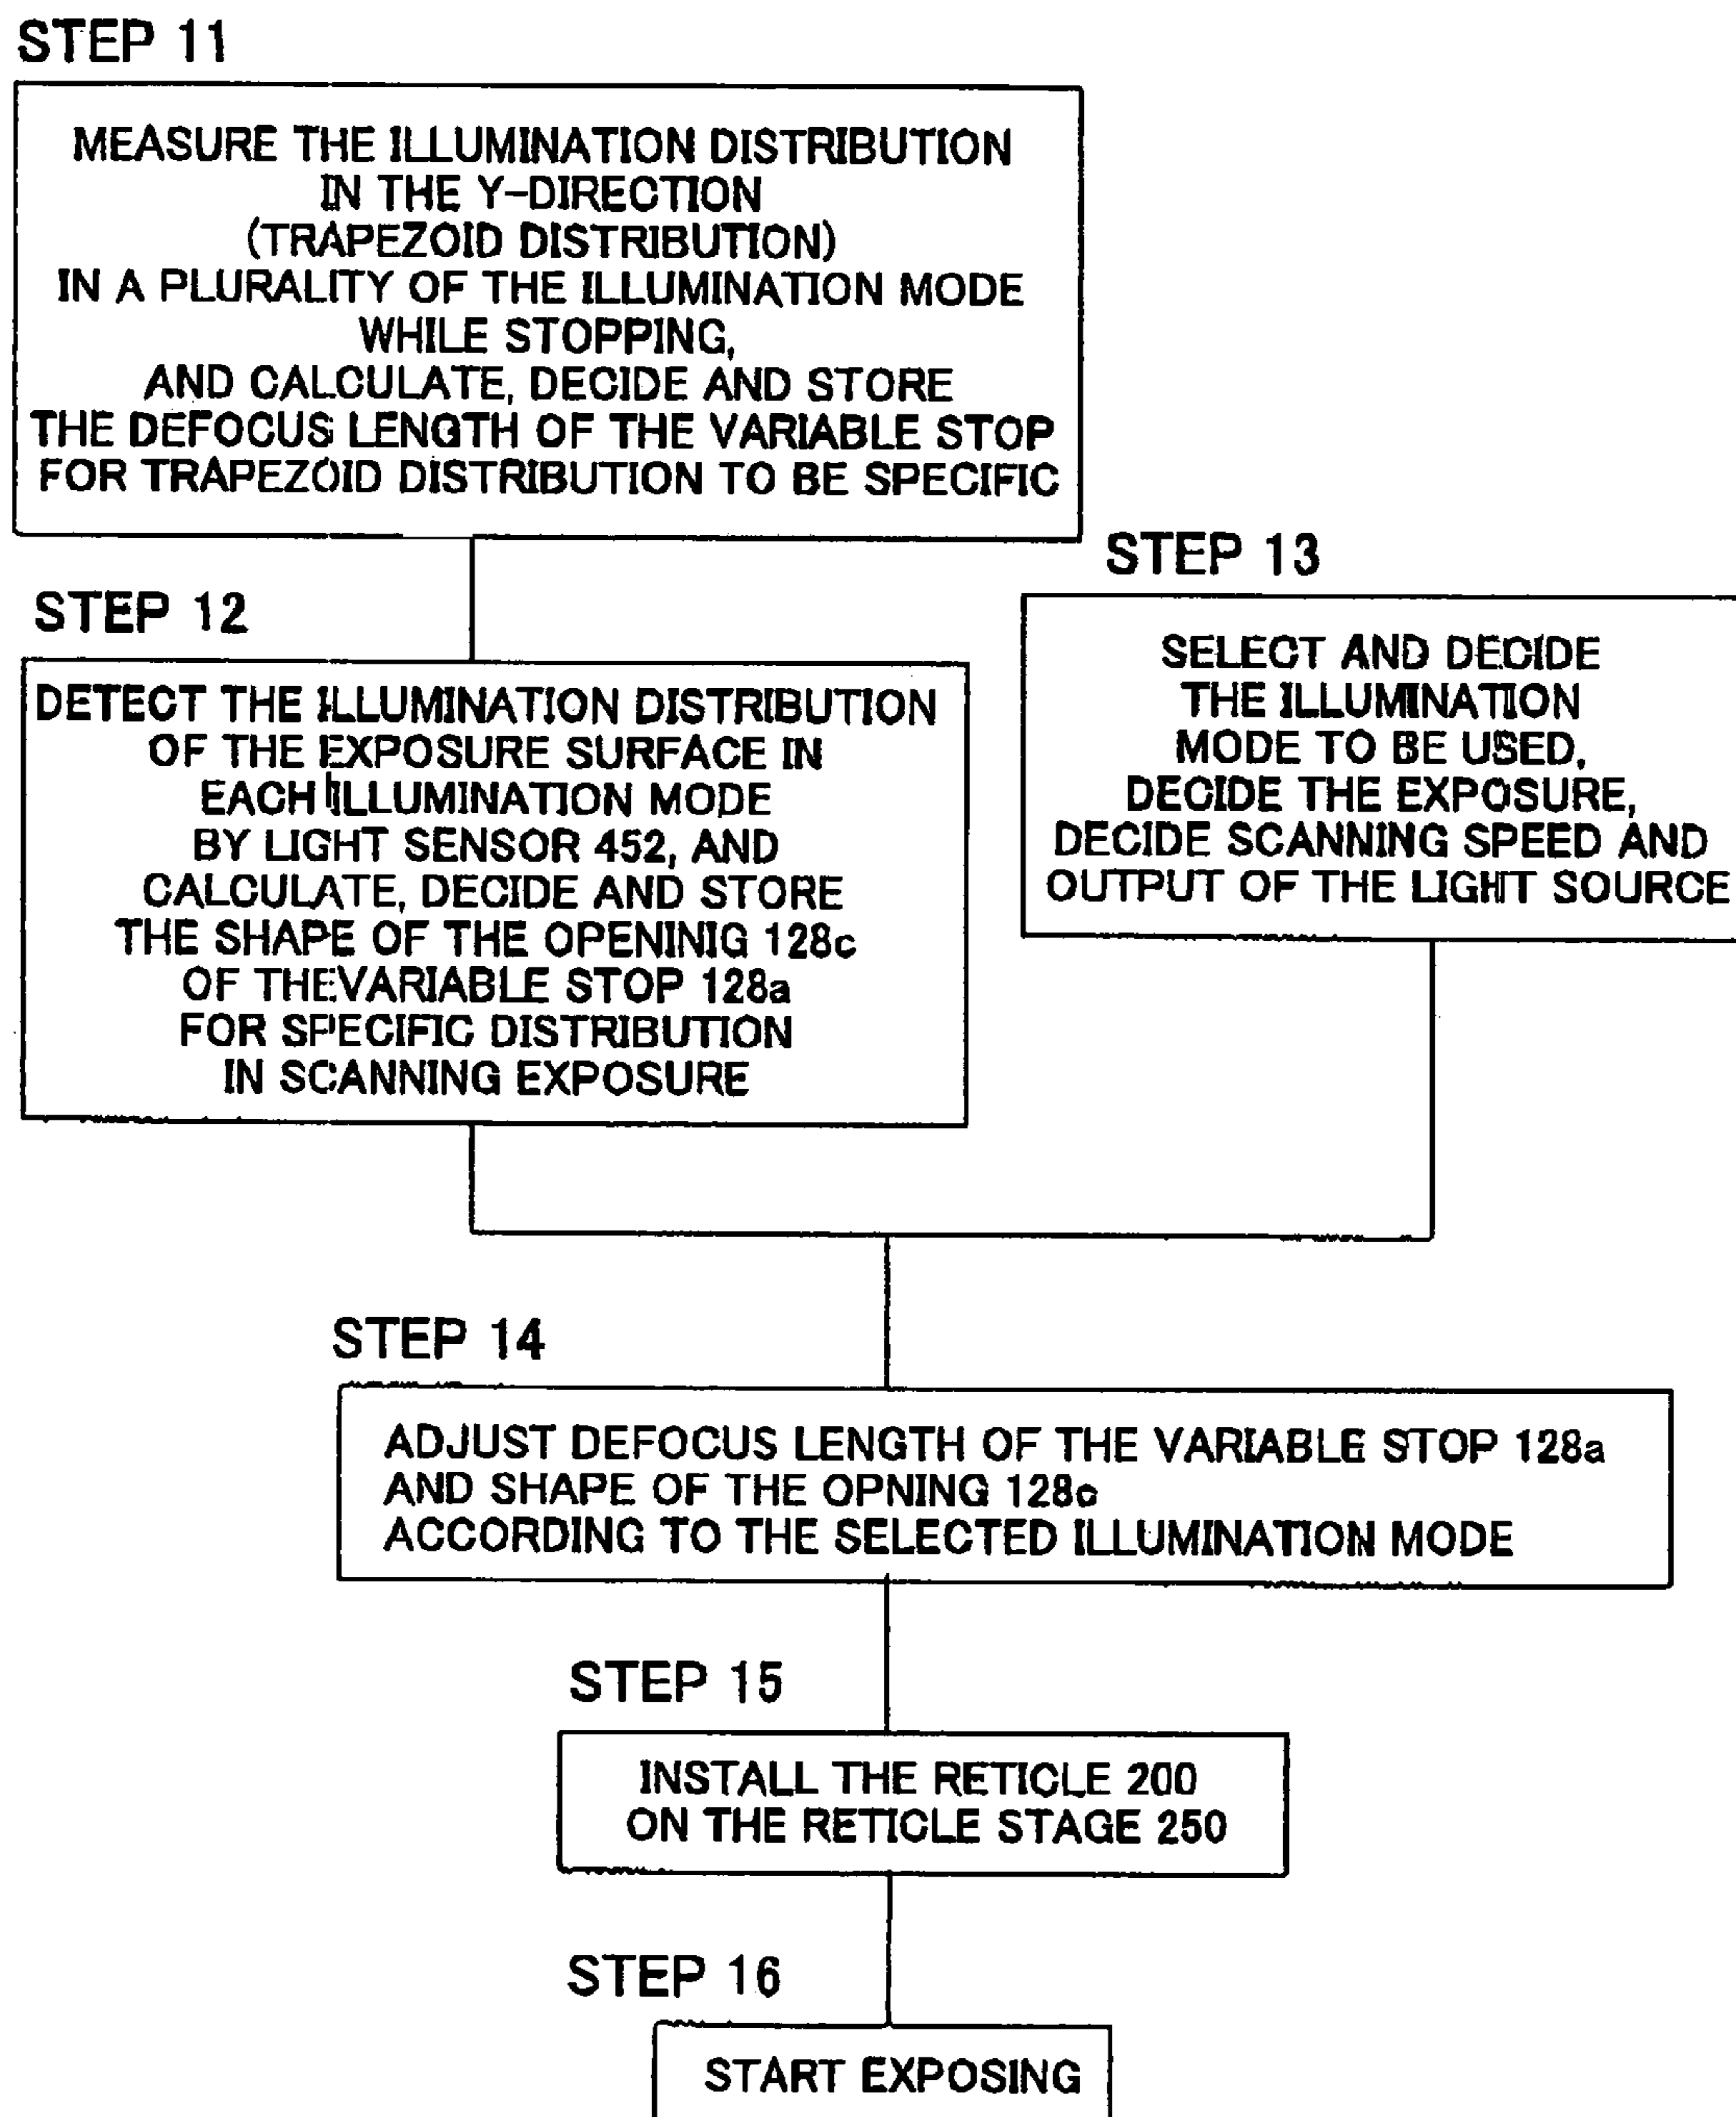 STEP 11
MEASURE THE ILLUMINATION DISTRIBUTION
IN THE Y-DIRECTION
(TRAPEZOID DISTRIBUTION)
IN A PLURALITY OF THE ILLUMINATION MODE
WHILE STOPPING,
AND CALCULATE, DECIDE AND STORE
THE DEFOCUS LENGTH OF THE VARIABLE STOP
FOR TRAPEZOID DISTRIBUTION TO BE SPECIFIC
STEP 12
DETECT THE ILLUMINATION DISTRIBUTION
OF THE EXPOSURE SURFACE IN
EACH ILLUMINATION MODE
BY LIGHT SENSOR 452, AND
CALCULATE, DECIDE AND STORE
THE SHAPE OF THE OPENINIG 128c
OF THEVARIABLE STOP 128a
FOR SPECIFIC DISTRIBUTION
IN SCANNING EXPOSURE
STEP 13
SELECT AND DECIDE
THE ILLUMINATION
MODE TO BE USED,
DECIDE THE EXPOSURE,
DECIDE SCANNING SPEED AND
OUTPUT OF THE LIGHT SOURCE
STEP 14
ADJUST DEFOCUS LENGTH OF THE VARIABLE STOP 128a
AND SHAPE OF THE OPNING 128c
ACCORDING TO THE SELECTED ILLUMINATION MODE
STEP 15
INSTALL THE RETICLE 200
ON THE RETICLE STAGE 250
STEP 16
START EXPOSING